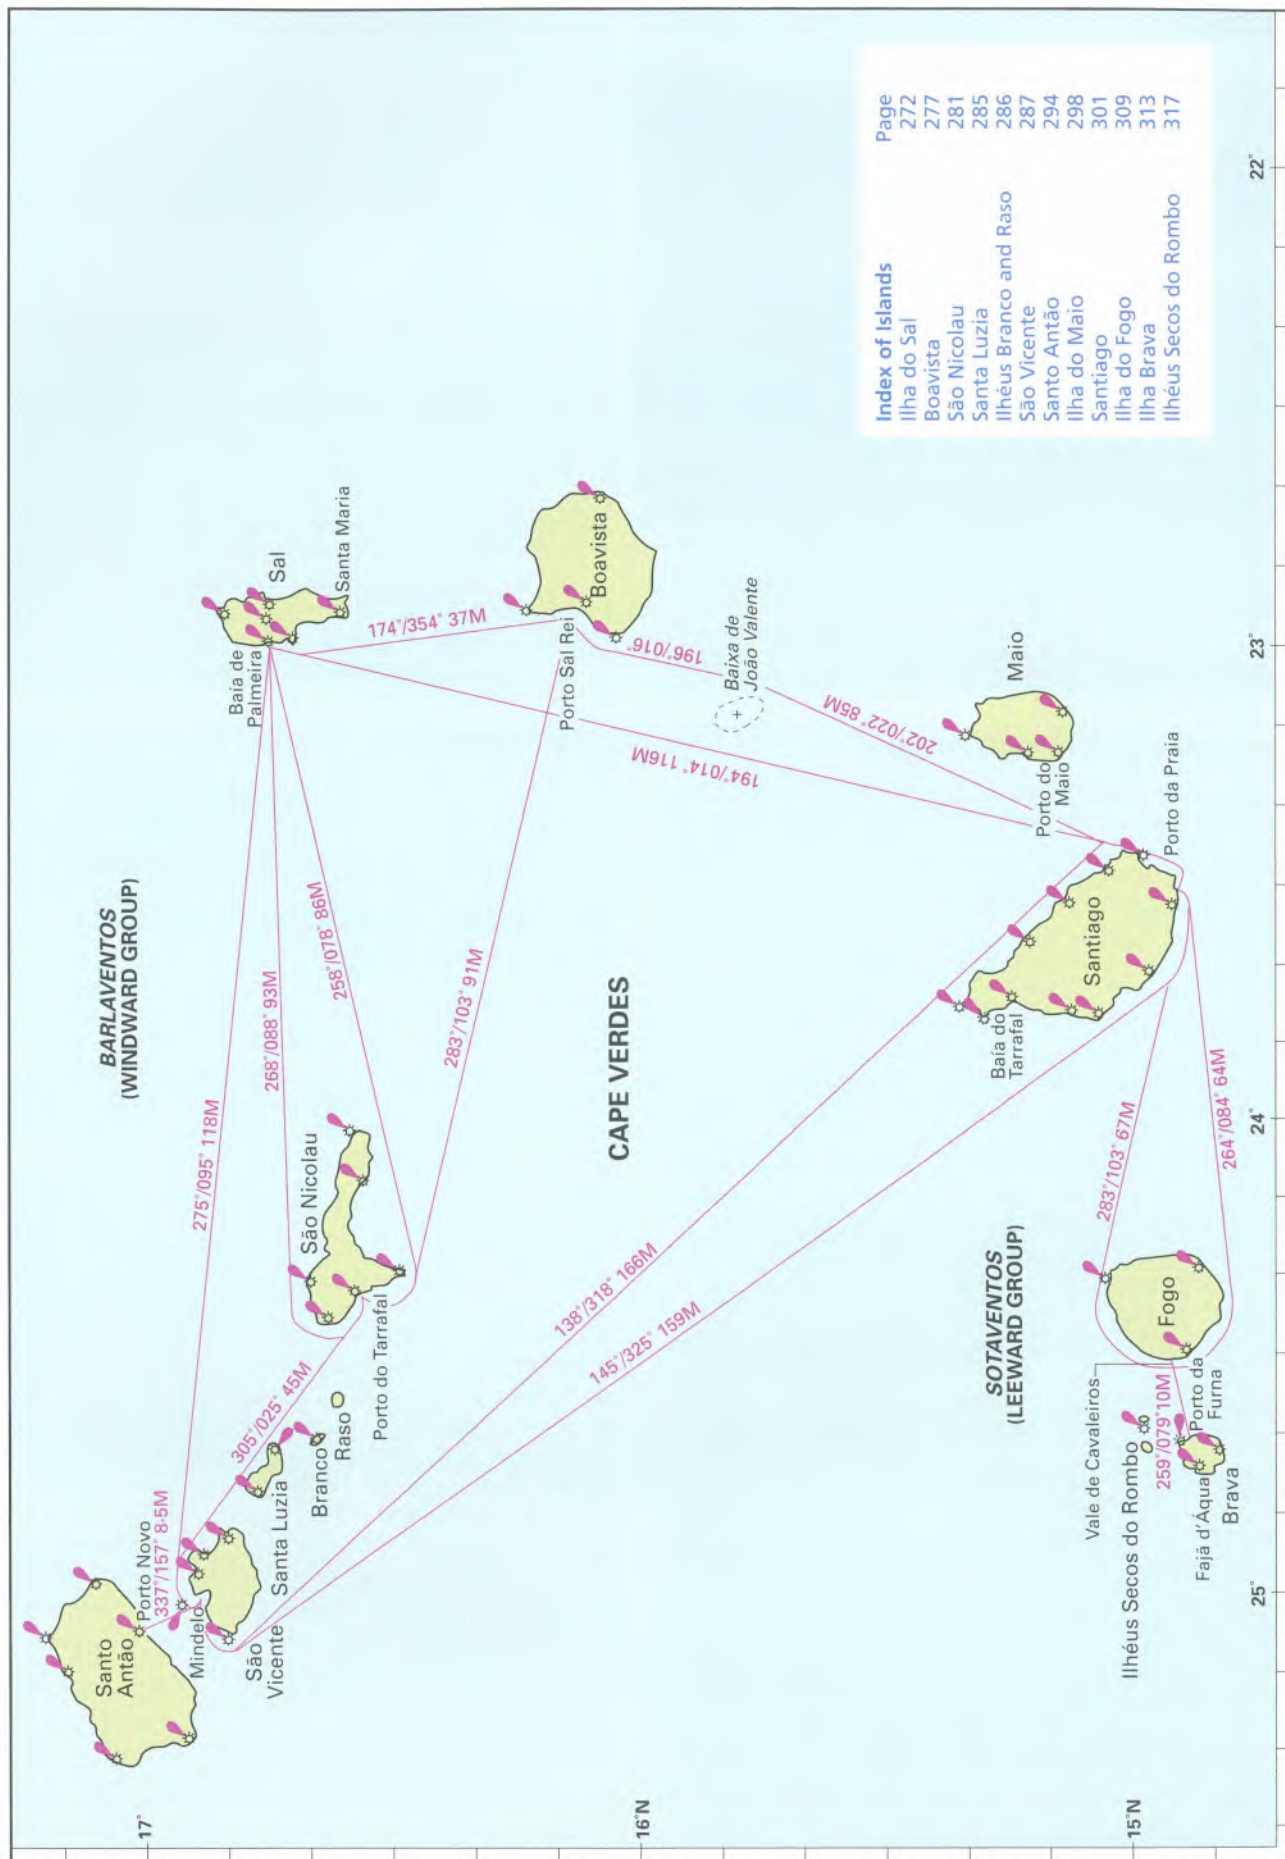 BARLAVENTOS
(WINDWARD GROUP)
CAPE VERDES
SOTAVENTOS
(LEEWARD GROUP)
17°
16°N
15°N
25°
24°
23°
22°
Santo
Antão
Porto Novo
337°/157° 8·5M
Mindelo
São
Vicente
Santa Luzia
Branco
Raso
305°/025° 45M
São Nicolau
Porto do Tarrafal
275°/095° 118M
268°/088° 93M
258°/078° 86M
283°/103° 91M
Baía de
Palmeira
Sal
Santa Maria
174°/354° 37M
Porto Sal Rei
Boavista
196°/016°
Baixa de
João Valente
202°/022° 85M
194°/014° 116M
Maio
Porto do
Maio
Porto da Praia
Santiago
Baía do
Tarrafal
138°/318° 166M
145°/325° 159M
283°/103° 67M
264°/084° 64M
Fogo
Vale de Cavaleiros
Porto da
Furna
259°/079° 10M
Ilhéus Secos do Rombo
Fajá d'Áqua
Brava
Index of Islands Page
Ilha do Sal 272
Boavista 277
São Nicolau 281
Santa Luzia 285
Ilhéus Branco and Raso 286
São Vicente 287
Santo Antão 294
Ilha do Maio 298
Santiago 301
Ilha do Fogo 309
Ilha Brava 313
Ilhéus Secos do Rombo 317